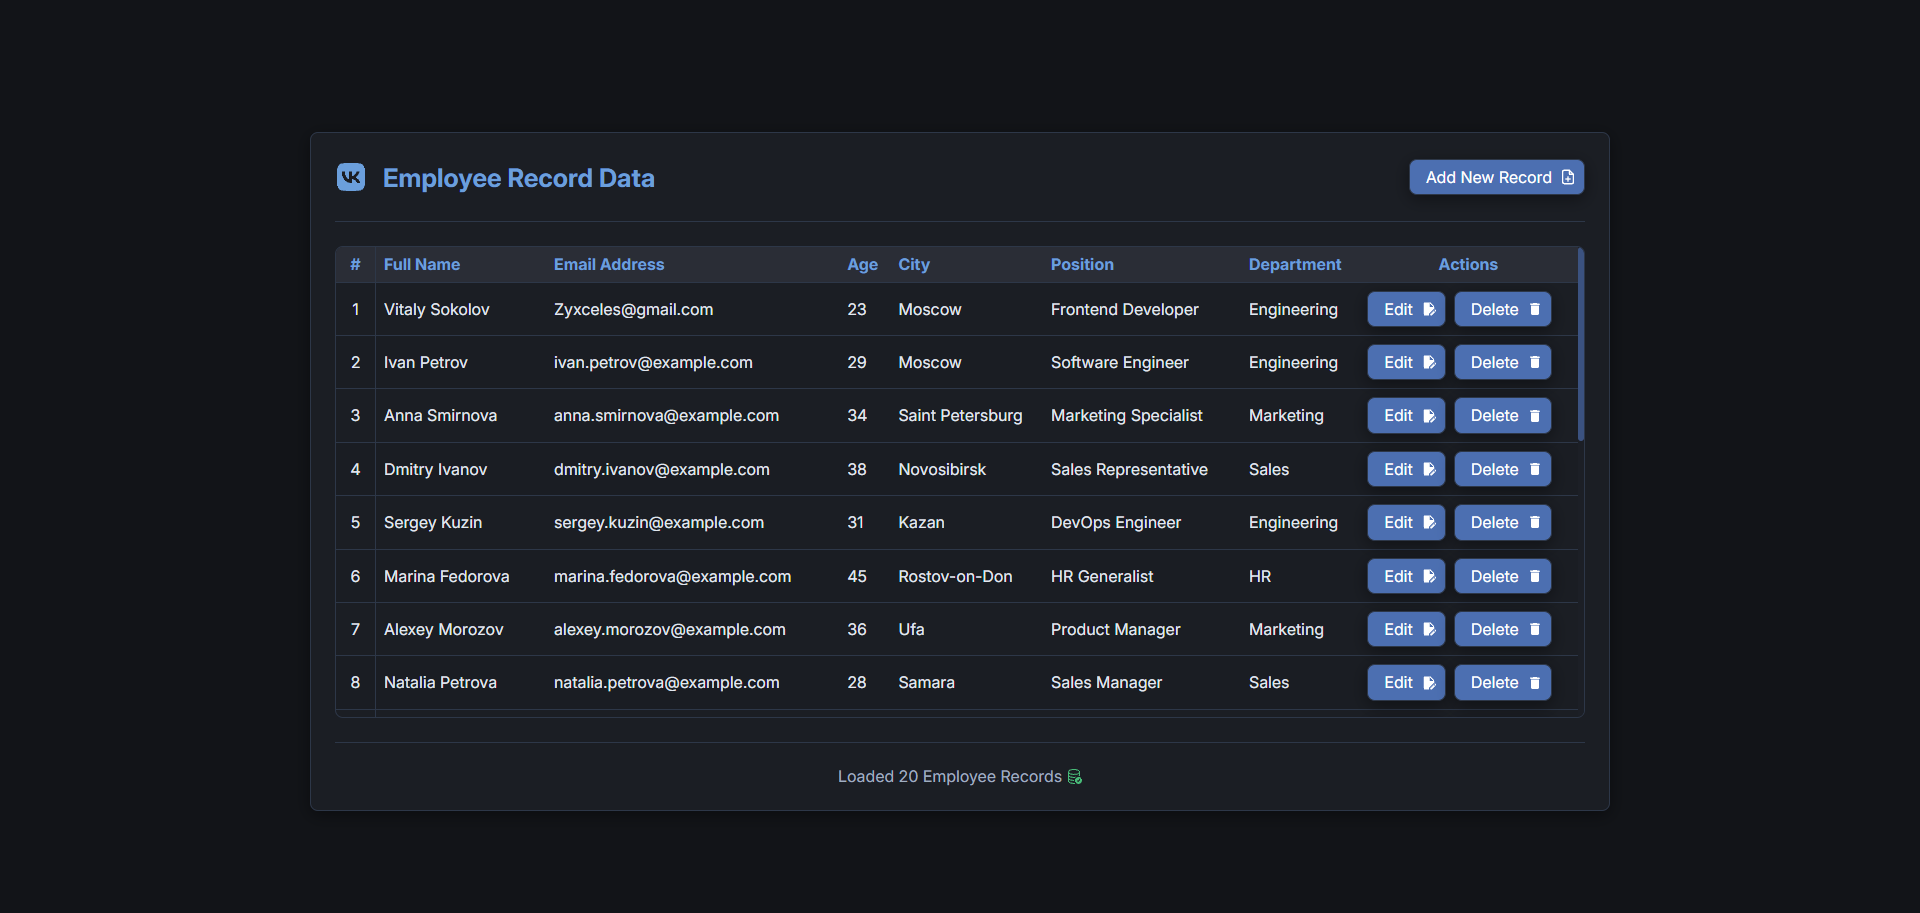 VK Employee Record Data Add New Record
# Full Name Email Address Age City Position Department Actions
1 Vitaly Sokolov Zyxceles@gmail.com 23 Moscow Frontend Developer Engineering Edit Delete
2 Ivan Petrov ivan.petrov@example.com 29 Moscow Software Engineer Engineering Edit Delete
3 Anna Smirnova anna.smirnova@example.com 34 Saint Petersburg Marketing Specialist Marketing Edit Delete
4 Dmitry Ivanov dmitry.ivanov@example.com 38 Novosibirsk Sales Representative Sales Edit Delete
5 Sergey Kuzin sergey.kuzin@example.com 31 Kazan DevOps Engineer Engineering Edit Delete
6 Marina Fedorova marina.fedorova@example.com 45 Rostov-on-Don HR Generalist HR Edit Delete
7 Alexey Morozov alexey.morozov@example.com 36 Ufa Product Manager Marketing Edit Delete
8 Natalia Petrova natalia.petrova@example.com 28 Samara Sales Manager Sales Edit Delete
Loaded 20 Employee Records